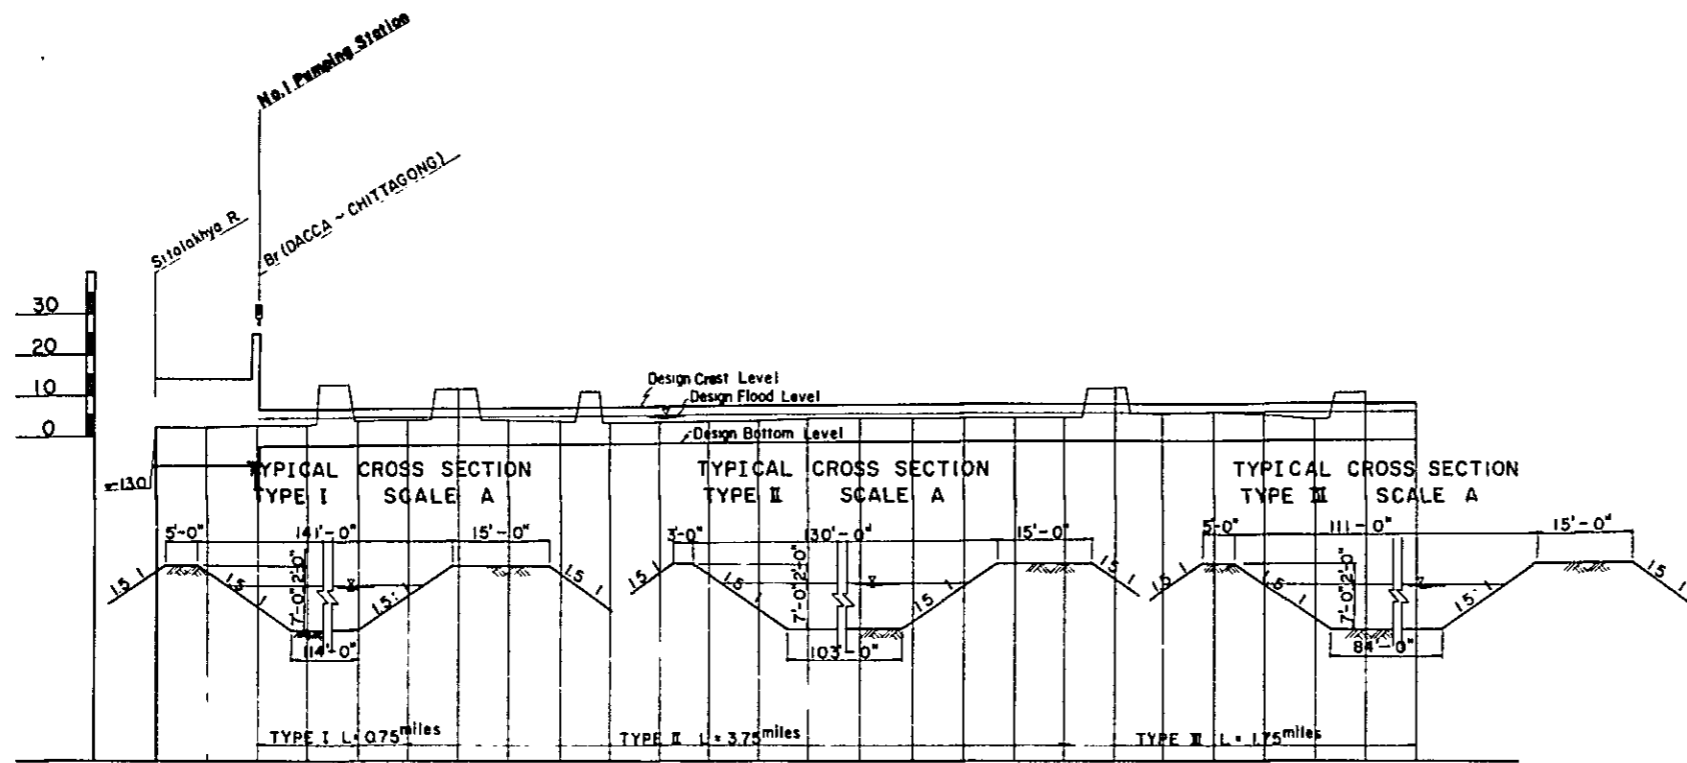 No.1 Pumping Station
Br (DACCA ~ CHITTAGONG)
Sitalakhya R
30
20
10
0
Design Crest Level
Design Flood Level
Design Bottom Level
-13.0
TYPICAL CROSS SECTION
TYPE I SCALE A
TYPICAL CROSS SECTION
TYPE II SCALE A
TYPICAL CROSS SECTION
TYPE III SCALE A
5'-0" 141'-0" 15'-0"
1.5 1 1.5 1 7'-0" 2'-0" 1.5 1 1.5 1
114'-0"
3'-0" 130'-0" 15'-0"
1.5 1 1.5 1 7'-0" 2'-0" 1.5 1 1.5 1
103'-0"
5'-0" 111'-0" 15'-0"
1.5 1 1.5 1 7'-0" 2'-0" 1.5 1 1.5 1
84'-0"
TYPE I L= 0.75 miles
TYPE II L= 3.75 miles
TYPE III L= 1.75 miles